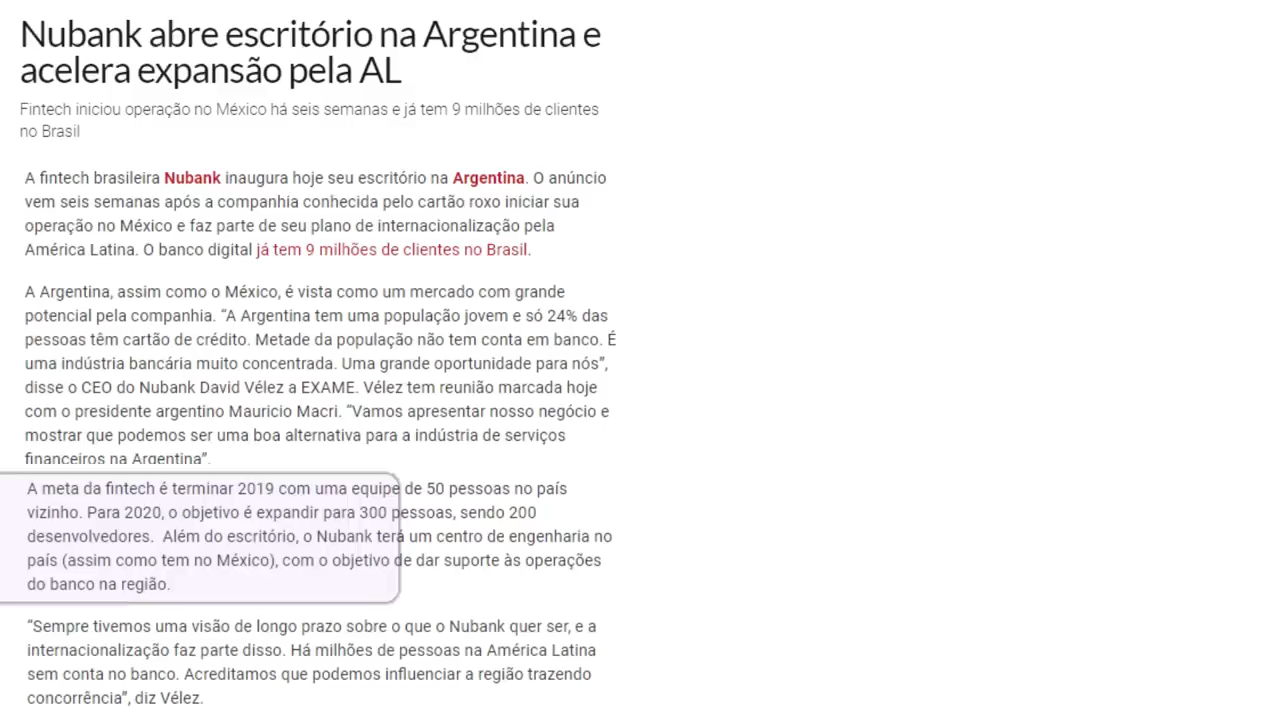 Nubank abre escritório na Argentina e
acelera expansão pela AL
Fintech iniciou operação no México há seis semanas e já tem 9 milhões de clientes
no Brasil
A fintech brasileira Nubank inaugura hoje seu escritório na Argentina. O anúncio
vem seis semanas após a companhia conhecida pelo cartão roxo iniciar sua
operação no México e faz parte de seu plano de internacionalização pela
América Latina. O banco digital já tem 9 milhões de clientes no Brasil.
A Argentina, assim como o México, é vista como um mercado com grande
potencial pela companhia. “A Argentina tem uma população jovem e só 24% das
pessoas têm cartão de crédito. Metade da população não tem conta em banco. É
uma indústria bancária muito concentrada. Uma grande oportunidade para nós”,
disse o CEO do Nubank David Vélez a EXAME. Vélez tem reunião marcada hoje
com o presidente argentino Mauricio Macri. “Vamos apresentar nosso negócio e
mostrar que podemos ser uma boa alternativa para a indústria de serviços
financeiros na Argentina”.
A meta da fintech é terminar 2019 com uma equipe de 50 pessoas no país
vizinho. Para 2020, o objetivo é expandir para 300 pessoas, sendo 200
desenvolvedores.  Além do escritório, o Nubank terá um centro de engenharia no
país (assim como tem no México), com o objetivo de dar suporte às operações
do banco na região.
“Sempre tivemos uma visão de longo prazo sobre o que o Nubank quer ser, e a
internacionalização faz parte disso. Há milhões de pessoas na América Latina
sem conta no banco. Acreditamos que podemos influenciar a região trazendo
concorrência”, diz Vélez.